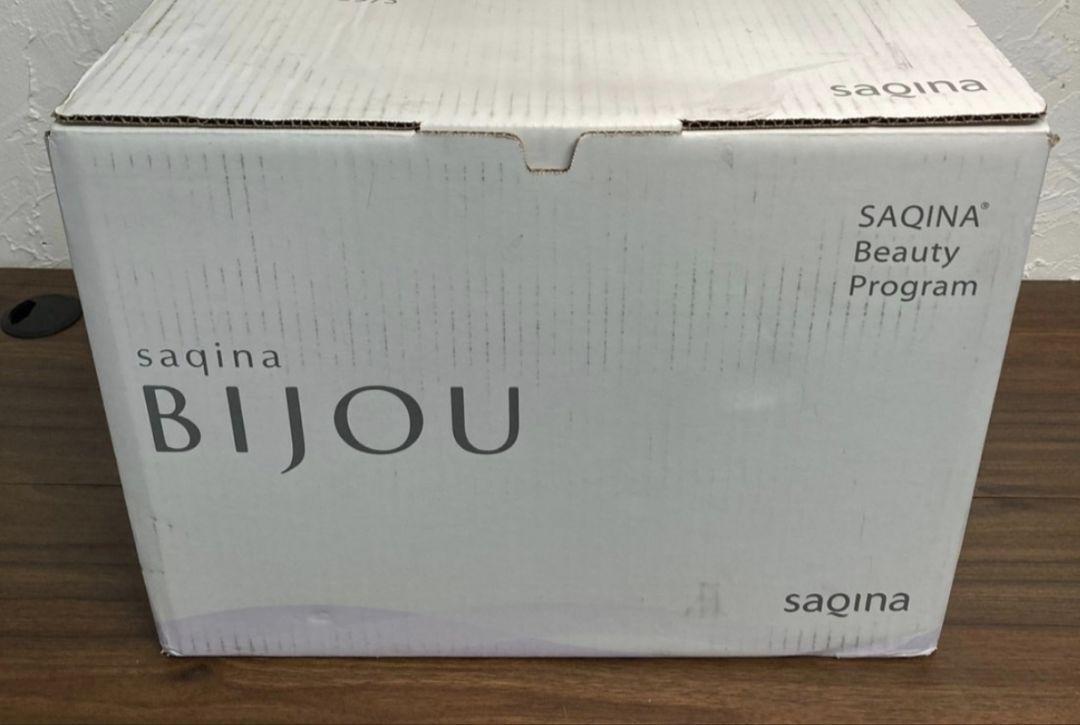 saqina
SAQINA®
Beauty
Program
saqina
BIJOU
saqina